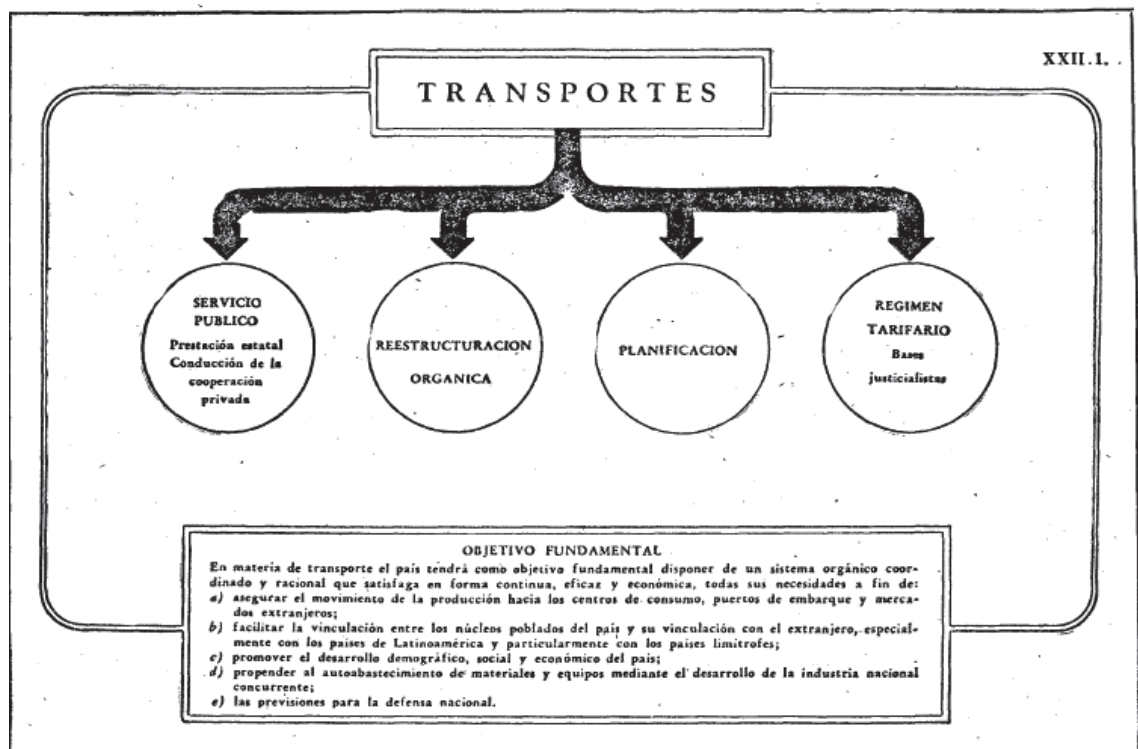 XXII.1.
TRANSPORTES
SERVICIO
PUBLICO
Prestación estatal
Conducción de la
cooperación
privada
REESTRUCTURACION
ORGANICA
PLANIFICACION
REGIMEN
TARIFARIO
Bases
justicialistas
OBJETIVO FUNDAMENTAL
En materia de transporte el país tendrá como objetivo fundamental disponer de un sistema orgánico coor-
dinado y racional que satisfaga en forma continua, eficaz y económica, todas sus necesidades a fin de:
a) asegurar el movimiento de la producción hacia los centros de consumo, puertos de embarque y merca-
dos extranjeros;
b) facilitar la vinculación entre los núcleos poblados del país y su vinculación con el extranjero, especial-
mente con los países de Latinoamérica y particularmente con los países limítrofes;
c) promover el desarrollo demográfico, social y económico del país;
d) propender al autoabastecimiento de materiales y equipos mediante el desarrollo de la industria nacional
concurrente;
e) las previsiones para la defensa nacional.